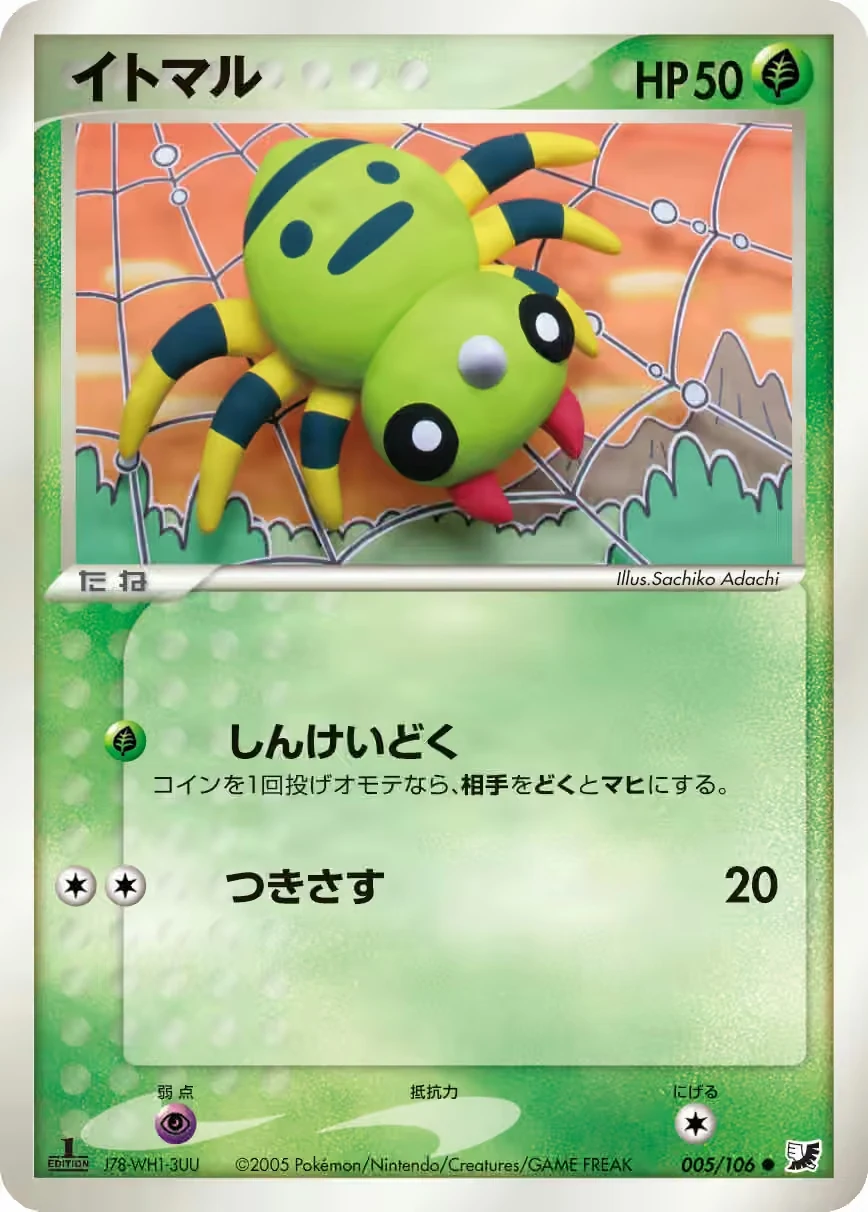 イトマル HP50
たね Illus.Sachiko Adachi
しんけいどく
コインを1回投げオモテなら、相手をどくとマヒにする。
つきさす 20
弱点 抵抗力 にげる
1 EDITION J78-WH1-3UU ©2005 Pokémon/Nintendo/Creatures/GAME FREAK 005/106